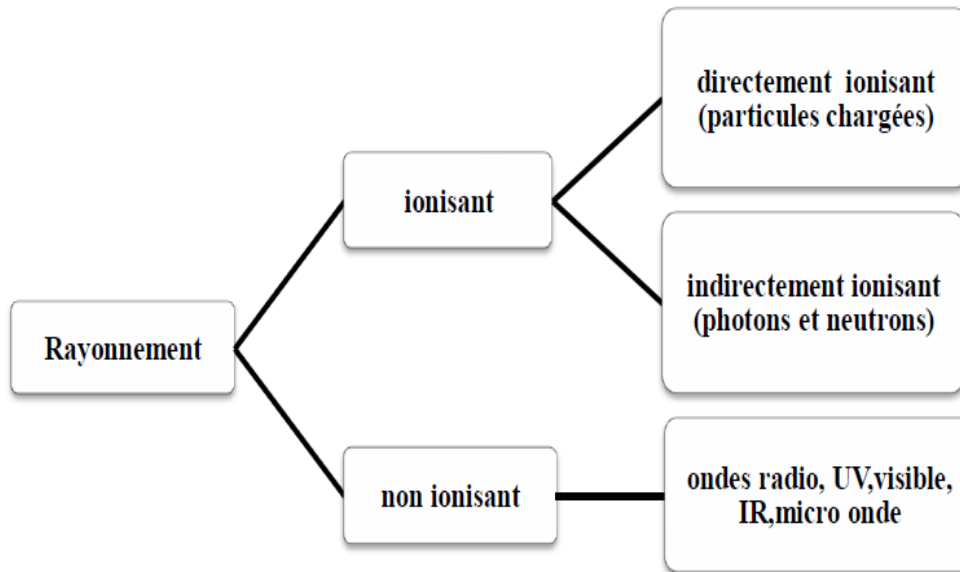 Rayonnement
ionisant
directement ionisant
(particules chargées)
indirectement ionisant
(photons et neutrons)
non ionisant
ondes radio, UV,visible,
IR,micro onde